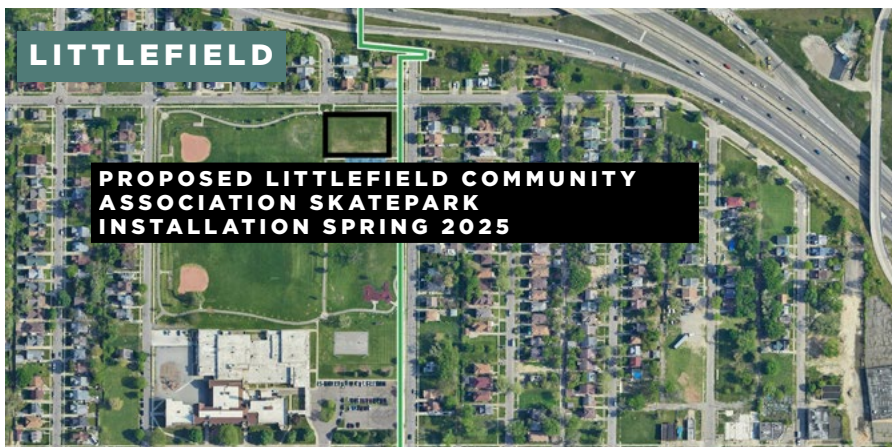 LITTLEFIELD
PROPOSED LITTLEFIELD COMMUNITY
ASSOCIATION SKATEPARK
INSTALLATION SPRING 2025